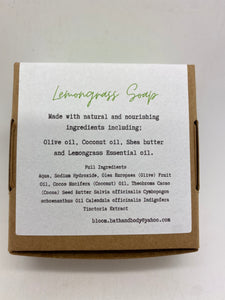 Lemongrass Soap
Made with natural and nourishing
ingredients including:
Olive oil, Coconut oil, Shea butter
and Lemongrass Essential oil.
Full Ingredients
Aqua, Sodium Hydroxide, Olea Europaea (Olive) Fruit
Oil, Cocos Nucifera (Coconut) Oil, Theobroma Cacao
(Cocoa) Seed Butter Salvia officinalis Cymbopogon
schoenanthus Oil Calendula officinalis Indigofera
Tinctoria Extract
bloom.bathandbody@yahoo.com